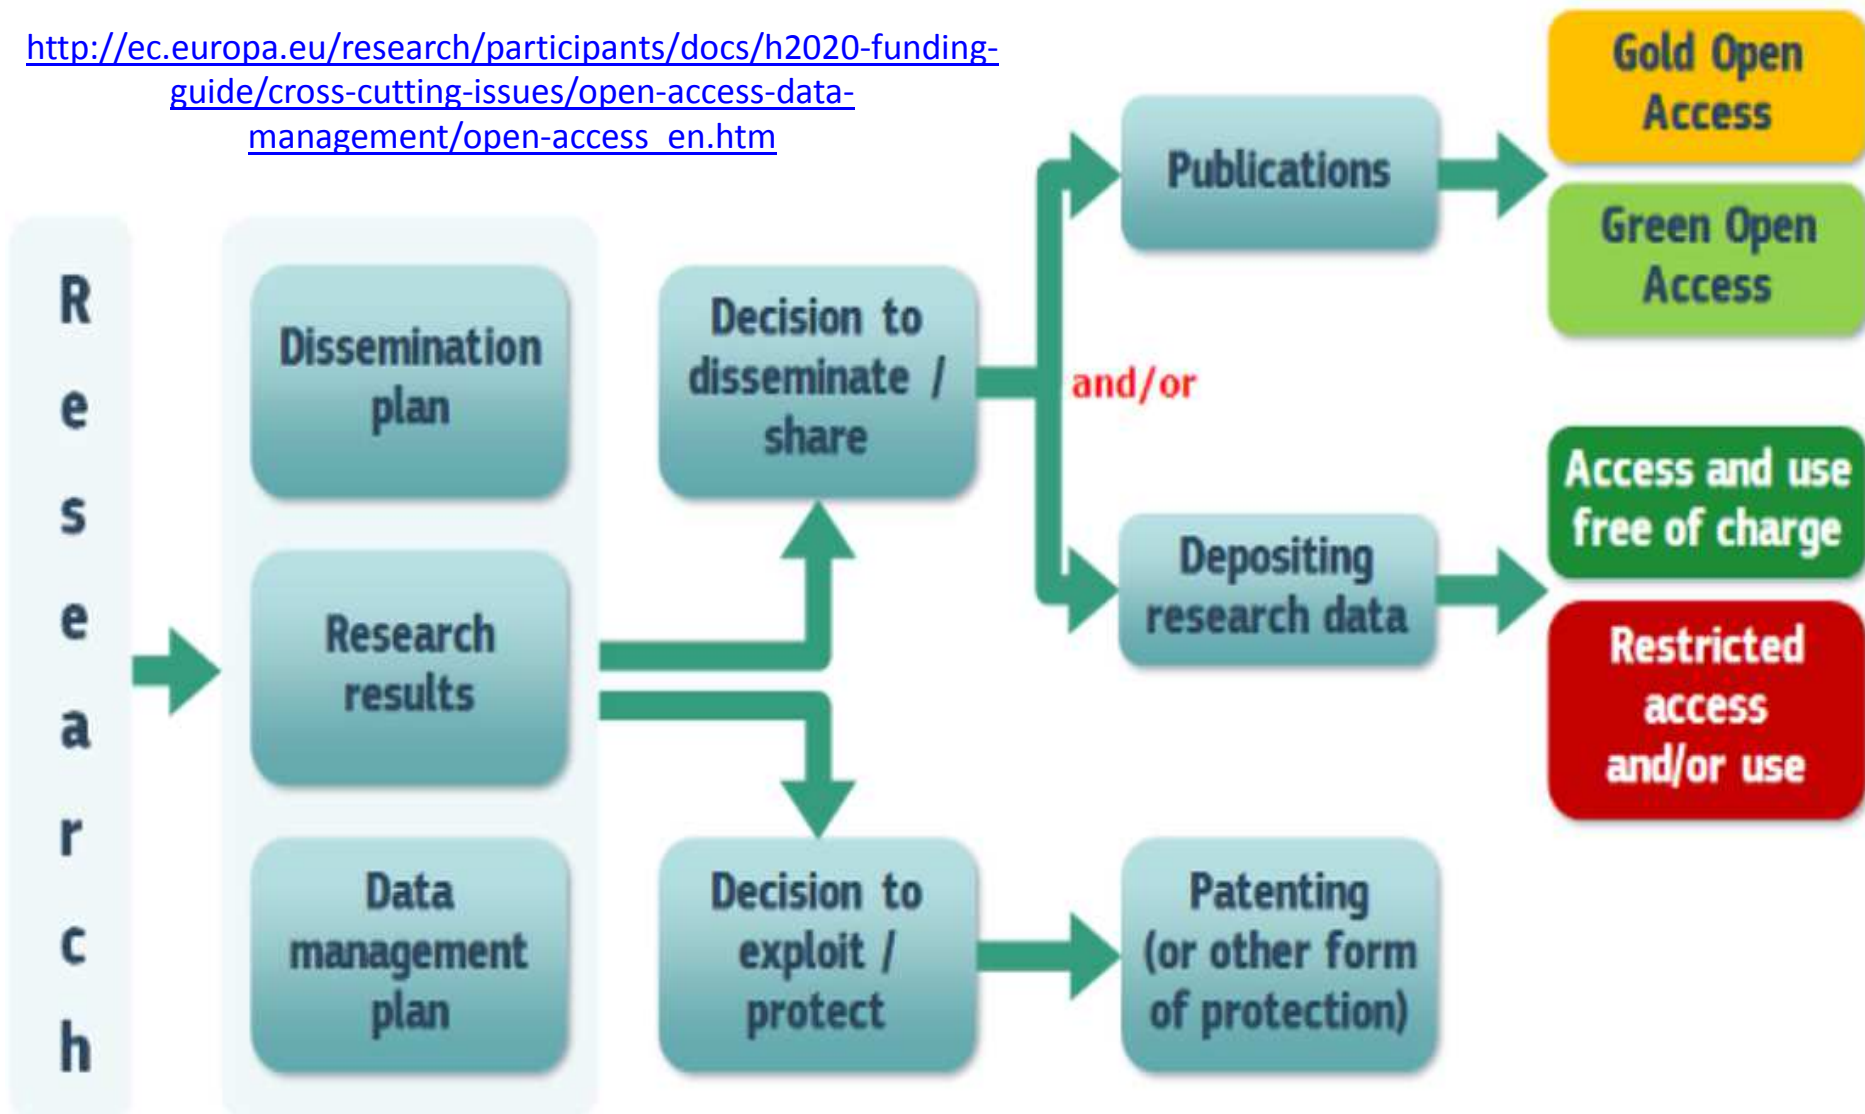 http://ec.europa.eu/research/participants/docs/h2020-funding-
guide/cross-cutting-issues/open-access-data-
management/open-access_en.htm
Research
Dissemination
plan
Research
results
Data
management
plan
Decision to
disseminate /
share
Decision to
exploit /
protect
and/or
Publications
Depositing
research data
Patenting
(or other form
of protection)
Gold Open
Access
Green Open
Access
Access and use
free of charge
Restricted
access
and/or use